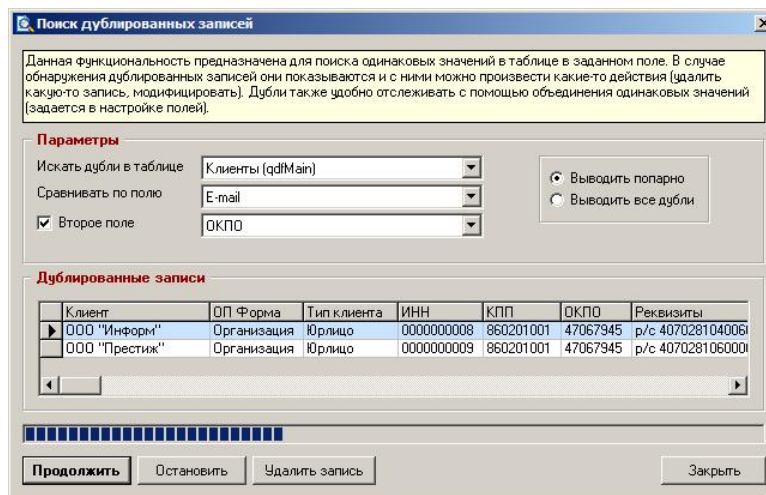 Поиск дублированных записей
Данная функциональность предназначена для поиска одинаковых значений в таблице в заданном поле. В случае
обнаружения дублированных записей они показываются и с ними можно произвести какие-то действия (удалить
какую-то запись, модифицировать). Дубли также удобно отслеживать с помощью объединения одинаковых значений
(задается в настройке полей).
Параметры
Искать дубли в таблице Клиенты (qdfMain)
Сравнивать по полю E-mail
Второе поле ОКПО
Выводить попарно
Выводить все дубли
Дублированные записи
Клиент ОП Форма Тип клиента ИНН КПП ОКПО Реквизиты
ООО "Информ" Организация Юрлицо 0000000008 860201001 47067945 р/с 4070281040060
ООО "Престиж" Организация Юрлицо 0000000009 860201001 47067945 р/с 4070281060000
Продолжить Остановить Удалить запись Закрыть